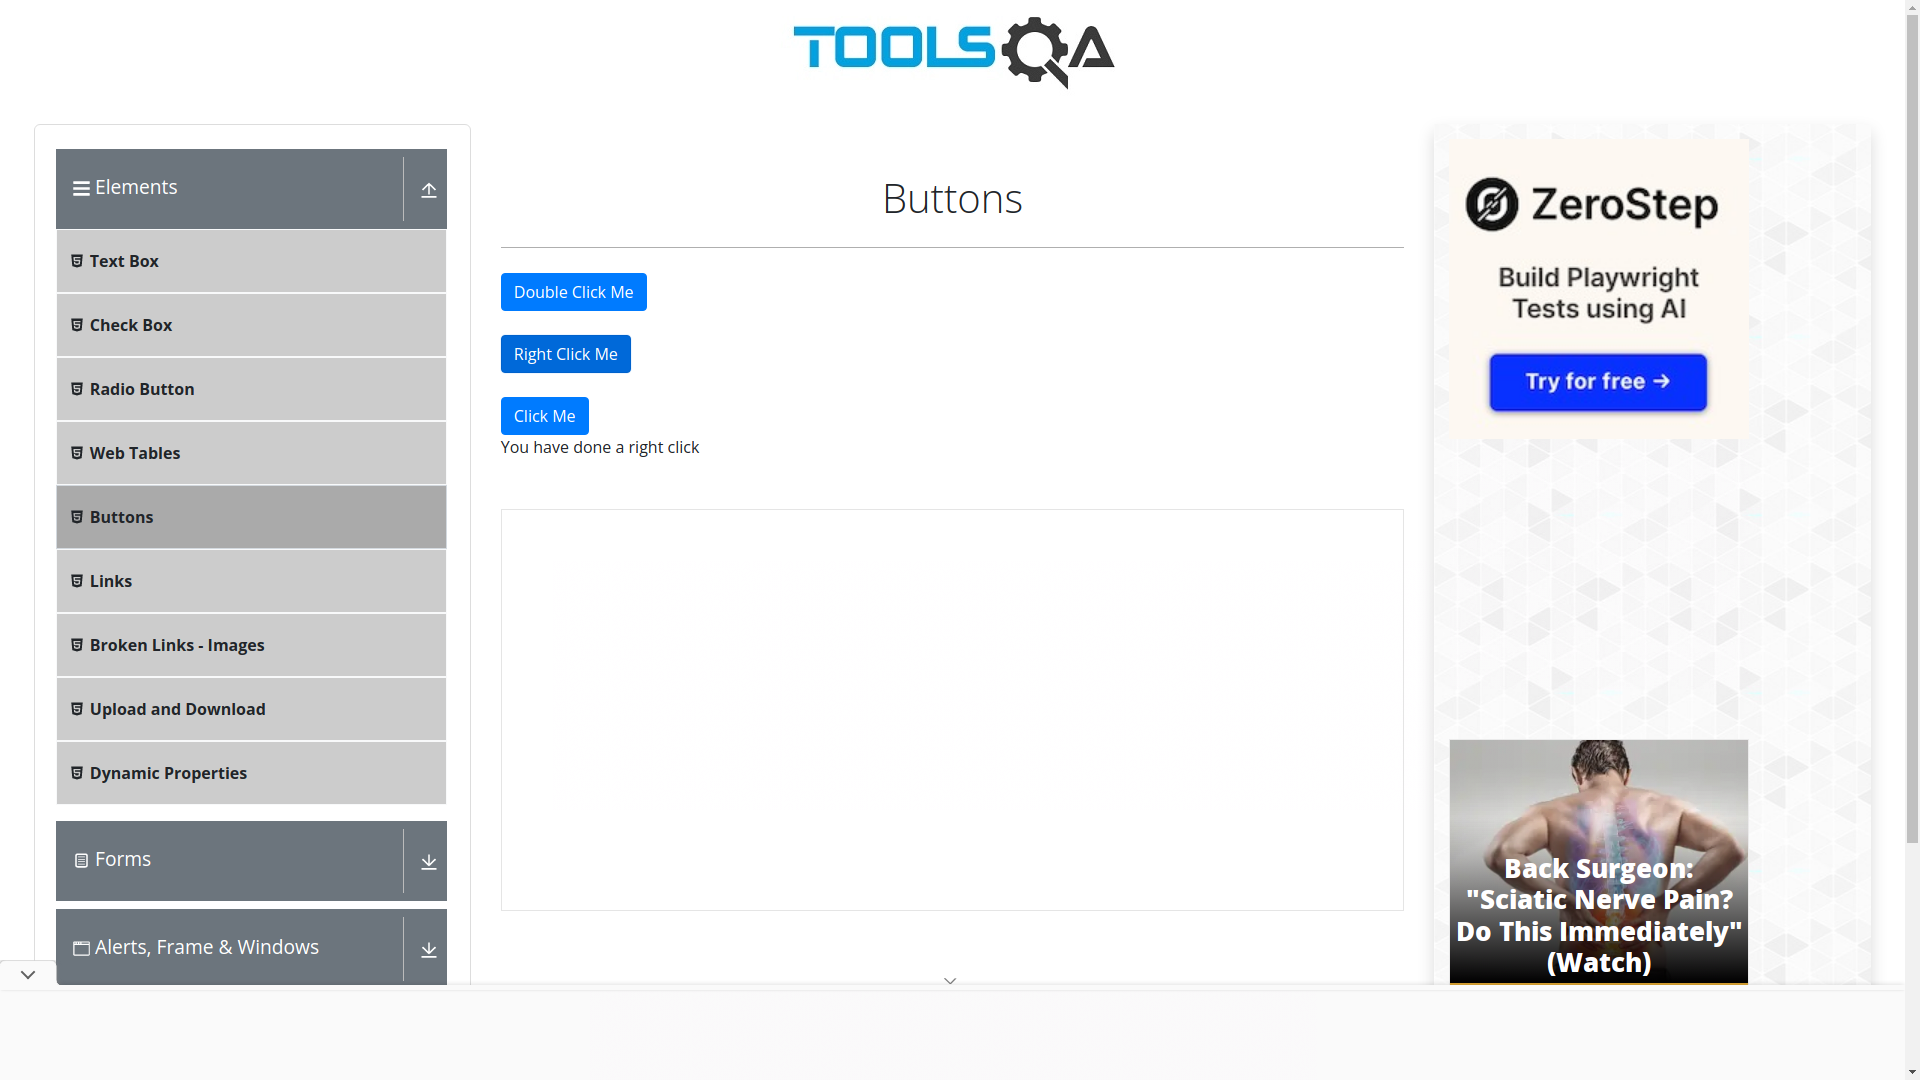 TOOLSQA
Elements
Text Box
Check Box
Radio Button
Web Tables
Buttons
Links
Broken Links - Images
Upload and Download
Dynamic Properties
Forms
Alerts, Frame & Windows
Buttons
Double Click Me
Right Click Me
Click Me
You have done a right click
ZeroStep
Build Playwright
Tests using AI
Try for free →
Back Surgeon:
"Sciatic Nerve Pain?
Do This Immediately"
(Watch)